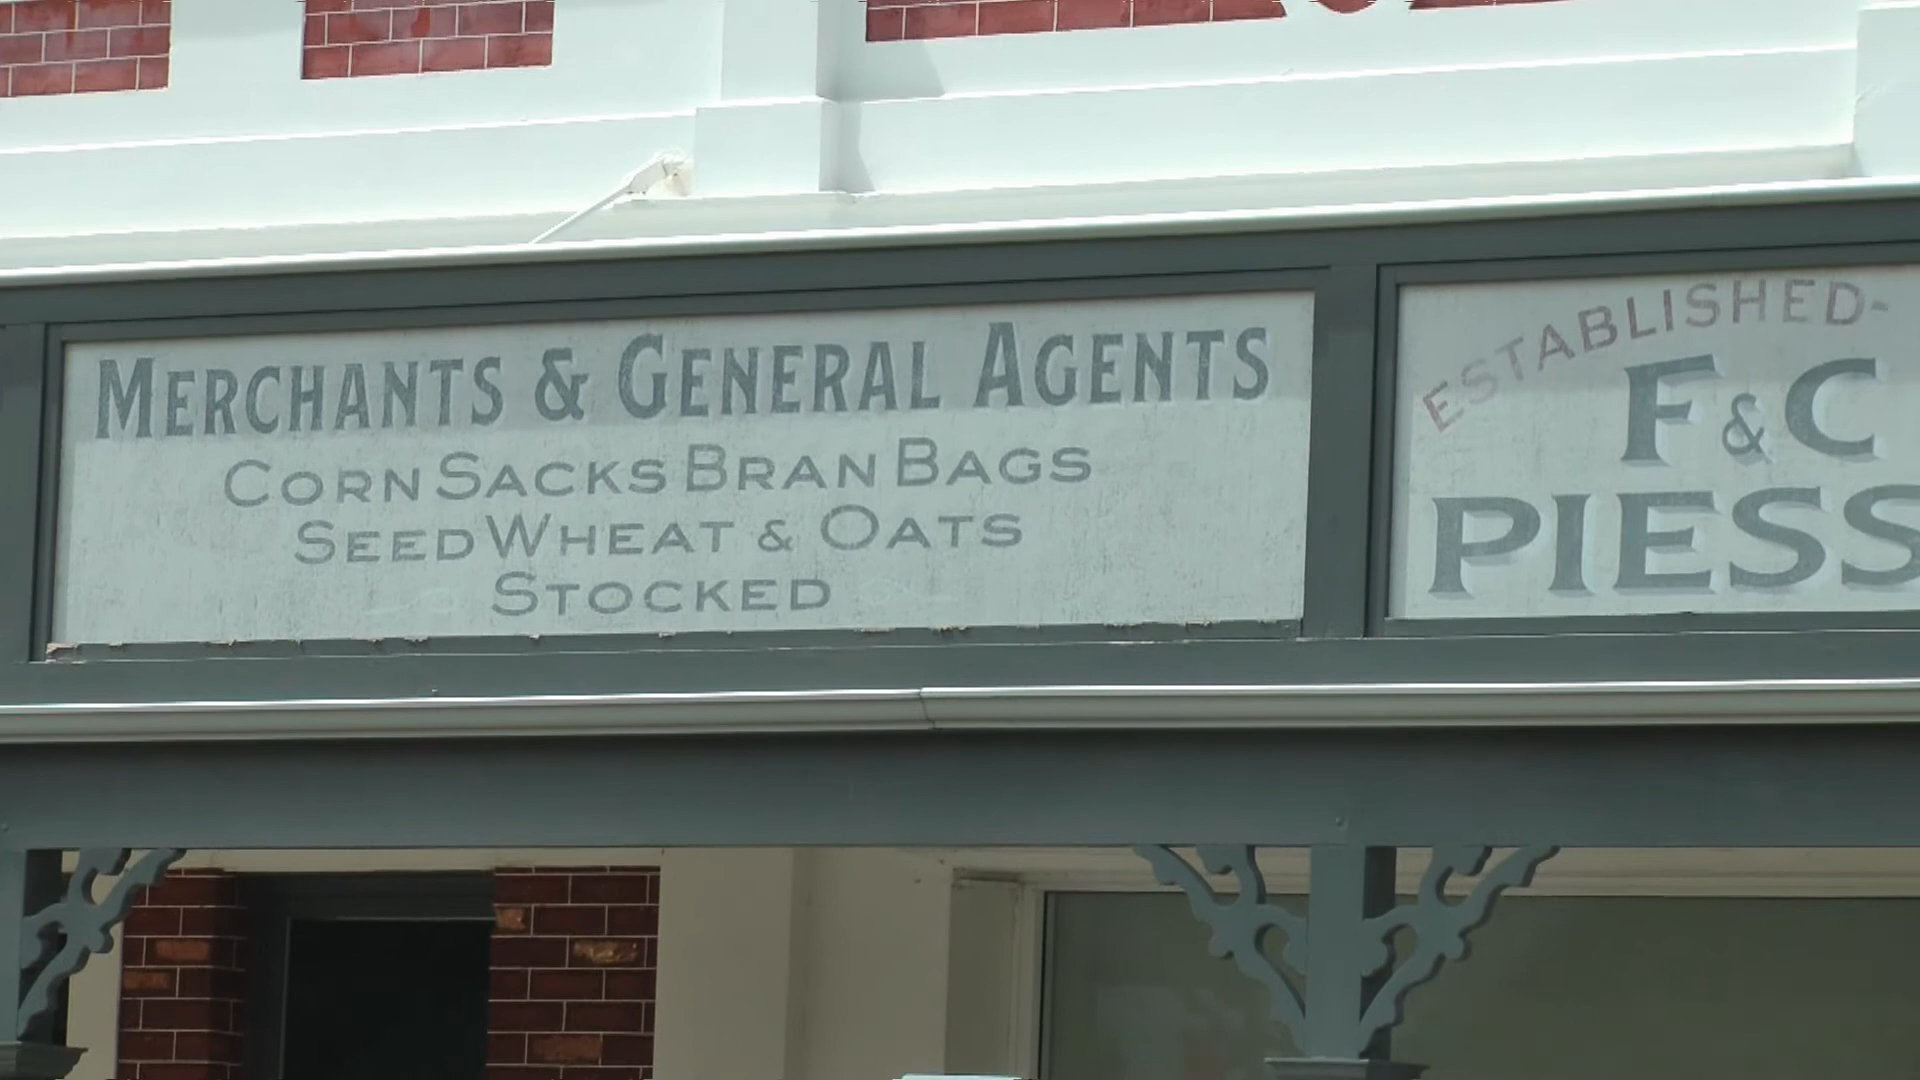 MERCHANTS & GENERAL AGENTS
CORN SACKS BRAN BAGS
SEED WHEAT & OATS
STOCKED
ESTABLISHED-
F & C
PIESS